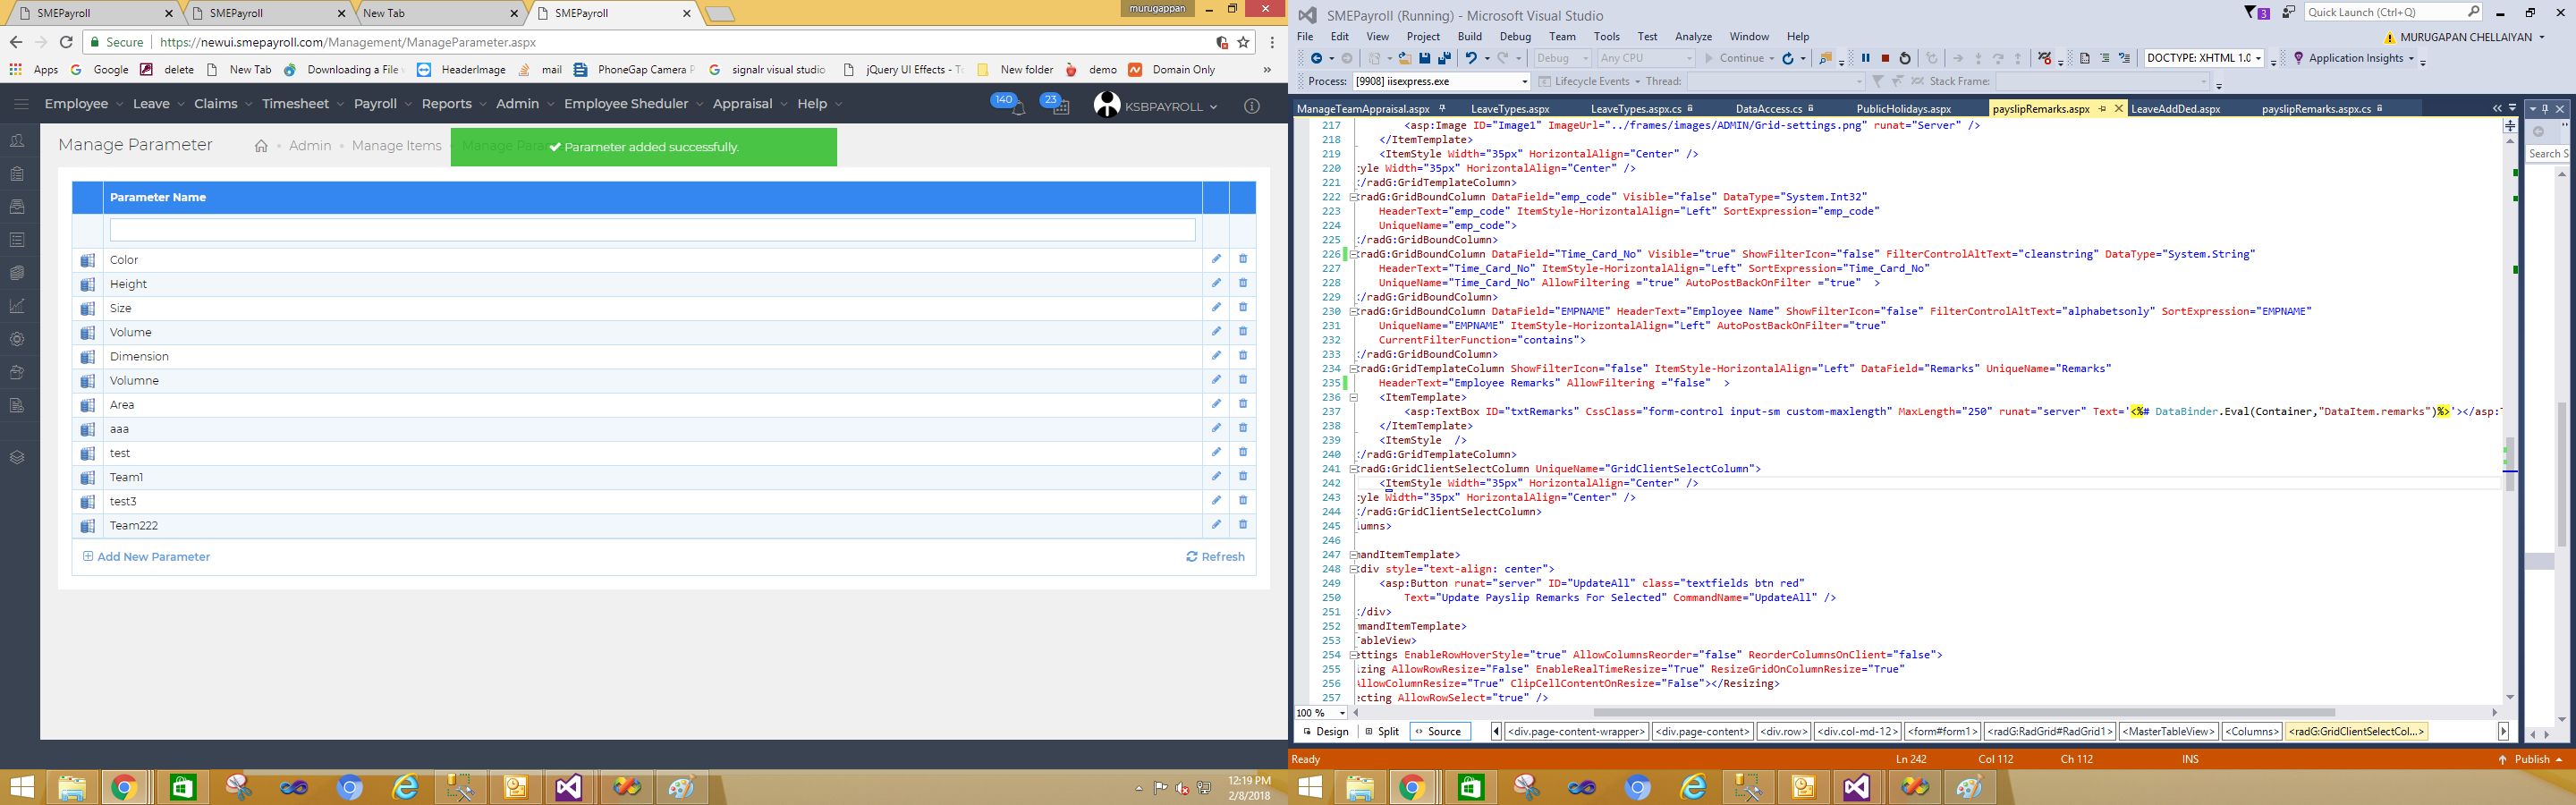 SMEPayroll
SMEPayroll
New Tab
SMEPayroll
murugappan
Secure
https://newui.smepayroll.com/Management/ManageParameter.aspx
Apps
Google
delete
New Tab
Downloading a File
HeaderImage
mail
PhoneGap Camera P
signalr visual studio
jQuery UI Effects - To
New folder
demo
Domain Only
»
Employee
Leave
Claims
Timesheet
Payroll
Reports
Admin
Employee Sheduler
Appraisal
Help
140
23
KSBPAYROLL
Manage Parameter
Admin
Manage Items
Parameter added successfully.
Parameter Name
Color
Height
Size
Volume
Dimension
Volumne
Area
aaa
test
Team1
test3
Team222
Add New Parameter
Refresh
12:19 PM
2/8/2018
SMEPayroll (Running) - Microsoft Visual Studio
3
Quick Launch (Ctrl+Q)
File Edit View Project Build Debug Team Tools Test Analyze Window Help
MURUGAPAN CHELLAIYAN
Debug
Any CPU
Continue
DOCTYPE: XHTML 1.0
Application Insights
Process: [9908] iisexpress.exe
Lifecycle Events
Thread:
Stack Frame:
ManageTeamAppraisal.aspx
LeaveTypes.aspx
LeaveTypes.aspx.cs
DataAccess.cs
PublicHolidays.aspx
payslipRemarks.aspx
LeaveAddDed.aspx
payslipRemarks.aspx.cs
Search S
217 <asp:Image ID="Image1" ImageUrl="../frames/images/ADMIN/Grid-settings.png" runat="Server" />
218 </ItemTemplate>
219 <ItemStyle Width="35px" HorizontalAlign="Center" />
220 tyle Width="35px" HorizontalAlign="Center" />
221 /radG:GridTemplateColumn>
222 radG:GridBoundColumn DataField="emp_code" Visible="false" DataType="System.Int32"
223 HeaderText="emp_code" ItemStyle-HorizontalAlign="Left" SortExpression="emp_code"
224 UniqueName="emp_code">
225 /radG:GridBoundColumn>
226 radG:GridBoundColumn DataField="Time_Card_No" Visible="true" ShowFilterIcon="false" FilterControlAltText="cleanstring" DataType="System.String"
227 HeaderText="Time_Card_No" ItemStyle-HorizontalAlign="Left" SortExpression="Time_Card_No"
228 UniqueName="Time_Card_No" AllowFiltering ="true" AutoPostBackOnFilter ="true" >
229 /radG:GridBoundColumn>
230 radG:GridBoundColumn DataField="EMPNAME" HeaderText="Employee Name" ShowFilterIcon="false" FilterControlAltText="alphabetsonly" SortExpression="EMPNAME"
231 UniqueName="EMPNAME" ItemStyle-HorizontalAlign="Left" AutoPostBackOnFilter="true"
232 CurrentFilterFunction="contains">
233 /radG:GridBoundColumn>
234 radG:GridTemplateColumn ShowFilterIcon="false" ItemStyle-HorizontalAlign="Left" DataField="Remarks" UniqueName="Remarks"
235 HeaderText="Employee Remarks" AllowFiltering ="false" >
236 <ItemTemplate>
237 <asp:TextBox ID="txtRemarks" CssClass="form-control input-sm custom-maxlength" MaxLength="250" runat="server" Text='<%# DataBinder.Eval(Container,"DataItem.remarks")%>'></asp:T
238 </ItemTemplate>
239 <ItemStyle />
240 /radG:GridTemplateColumn>
241 radG:GridClientSelectColumn UniqueName="GridClientSelectColumn">
242 <ItemStyle Width="35px" HorizontalAlign="Center" />
243 tyle Width="35px" HorizontalAlign="Center" />
244 /radG:GridClientSelectColumn>
245 lumns>
246
247 mandItemTemplate>
248 div style="text-align: center">
249 <asp:Button runat="server" ID="UpdateAll" class="textfields btn red"
250 Text="Update Payslip Remarks For Selected" CommandName="UpdateAll" />
251 /div>
252 mmandItemTemplate>
253 TableView>
254 ettings EnableRowHoverStyle="true" AllowColumnsReorder="false" ReorderColumnsOnClient="false">
255 izing AllowRowResize="False" EnableRealTimeResize="True" ResizeGridOnColumnResize="True"
256 AllowColumnResize="True" ClipCellContentOnResize="False"></Resizing>
257 ecting AllowRowSelect="true" />
100 %
Design
Split
Source
<div.page-content-wrapper>
<div.page-content>
<div.row>
<div.col-md-12>
<form#form1>
<radG:RadGrid#RadGrid1>
<MasterTableView>
<Columns>
<radG:GridClientSelectCol...>
Ready
Ln 242
Col 112
Ch 112
INS
Publish